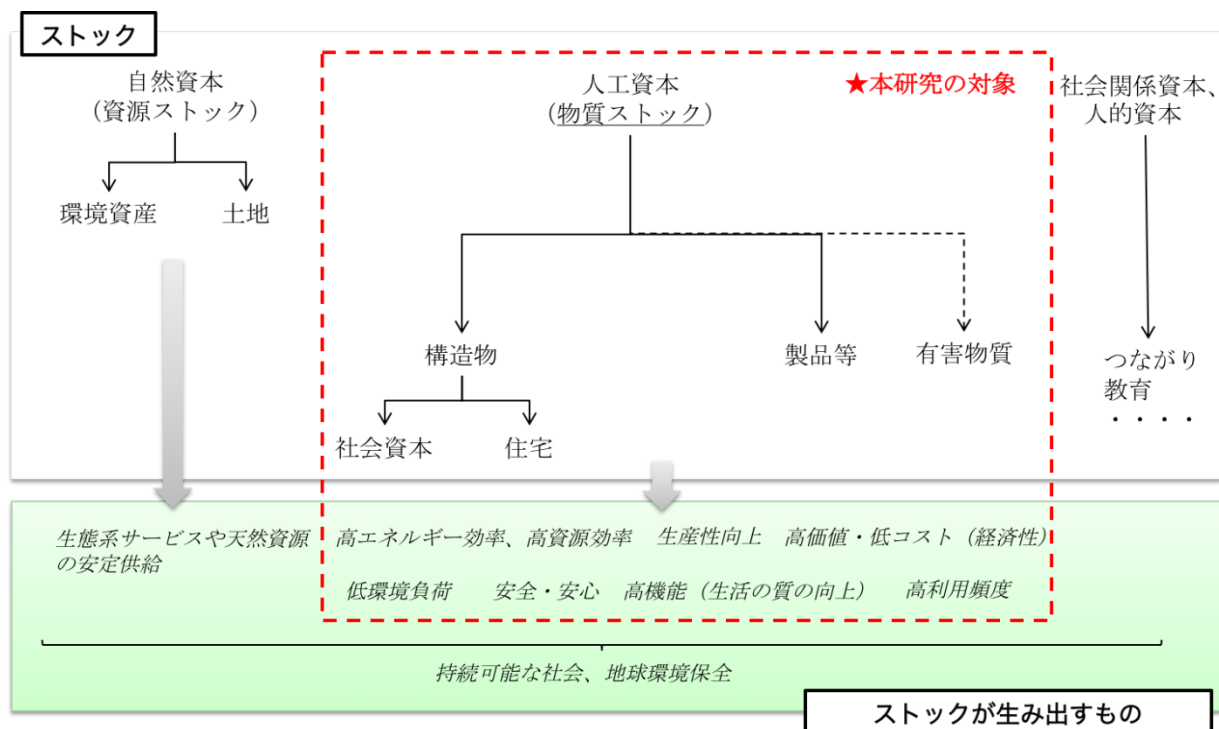 ストック
自然資本
(資源ストック)
環境資産
土地
人工資本
(物質ストック)
★本研究の対象
構造物
製品等
有害物質
社会資本
住宅
社会関係資本、
人的資本
つながり
教育
・・・・
生態系サービスや天然資源
の安定供給
高エネルギー効率、高資源効率
生産性向上
高価値・低コスト(経済性)
低環境負荷
安全・安心
高機能(生活の質の向上)
高利用頻度
持続可能な社会、地球環境保全
ストックが生み出すもの